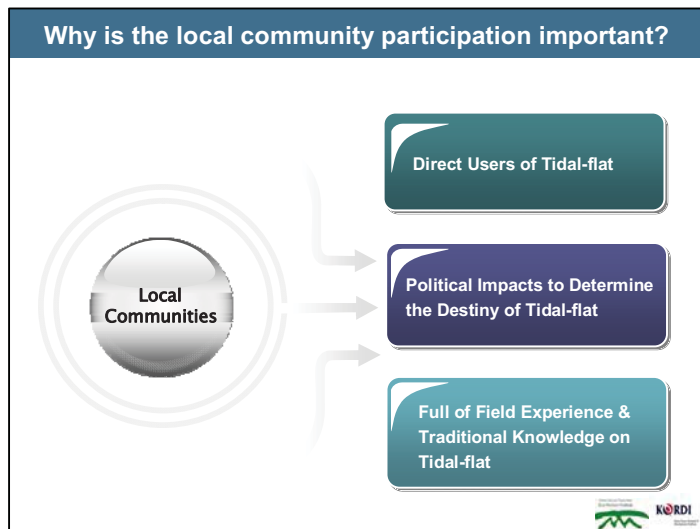 Why is the local community participation important?
Direct Users of Tidal-flat
Local
Communities
Political Impacts to Determine
the Destiny of Tidal-flat
Full of Field Experience &
Traditional Knowledge on
Tidal-flat
KORDI